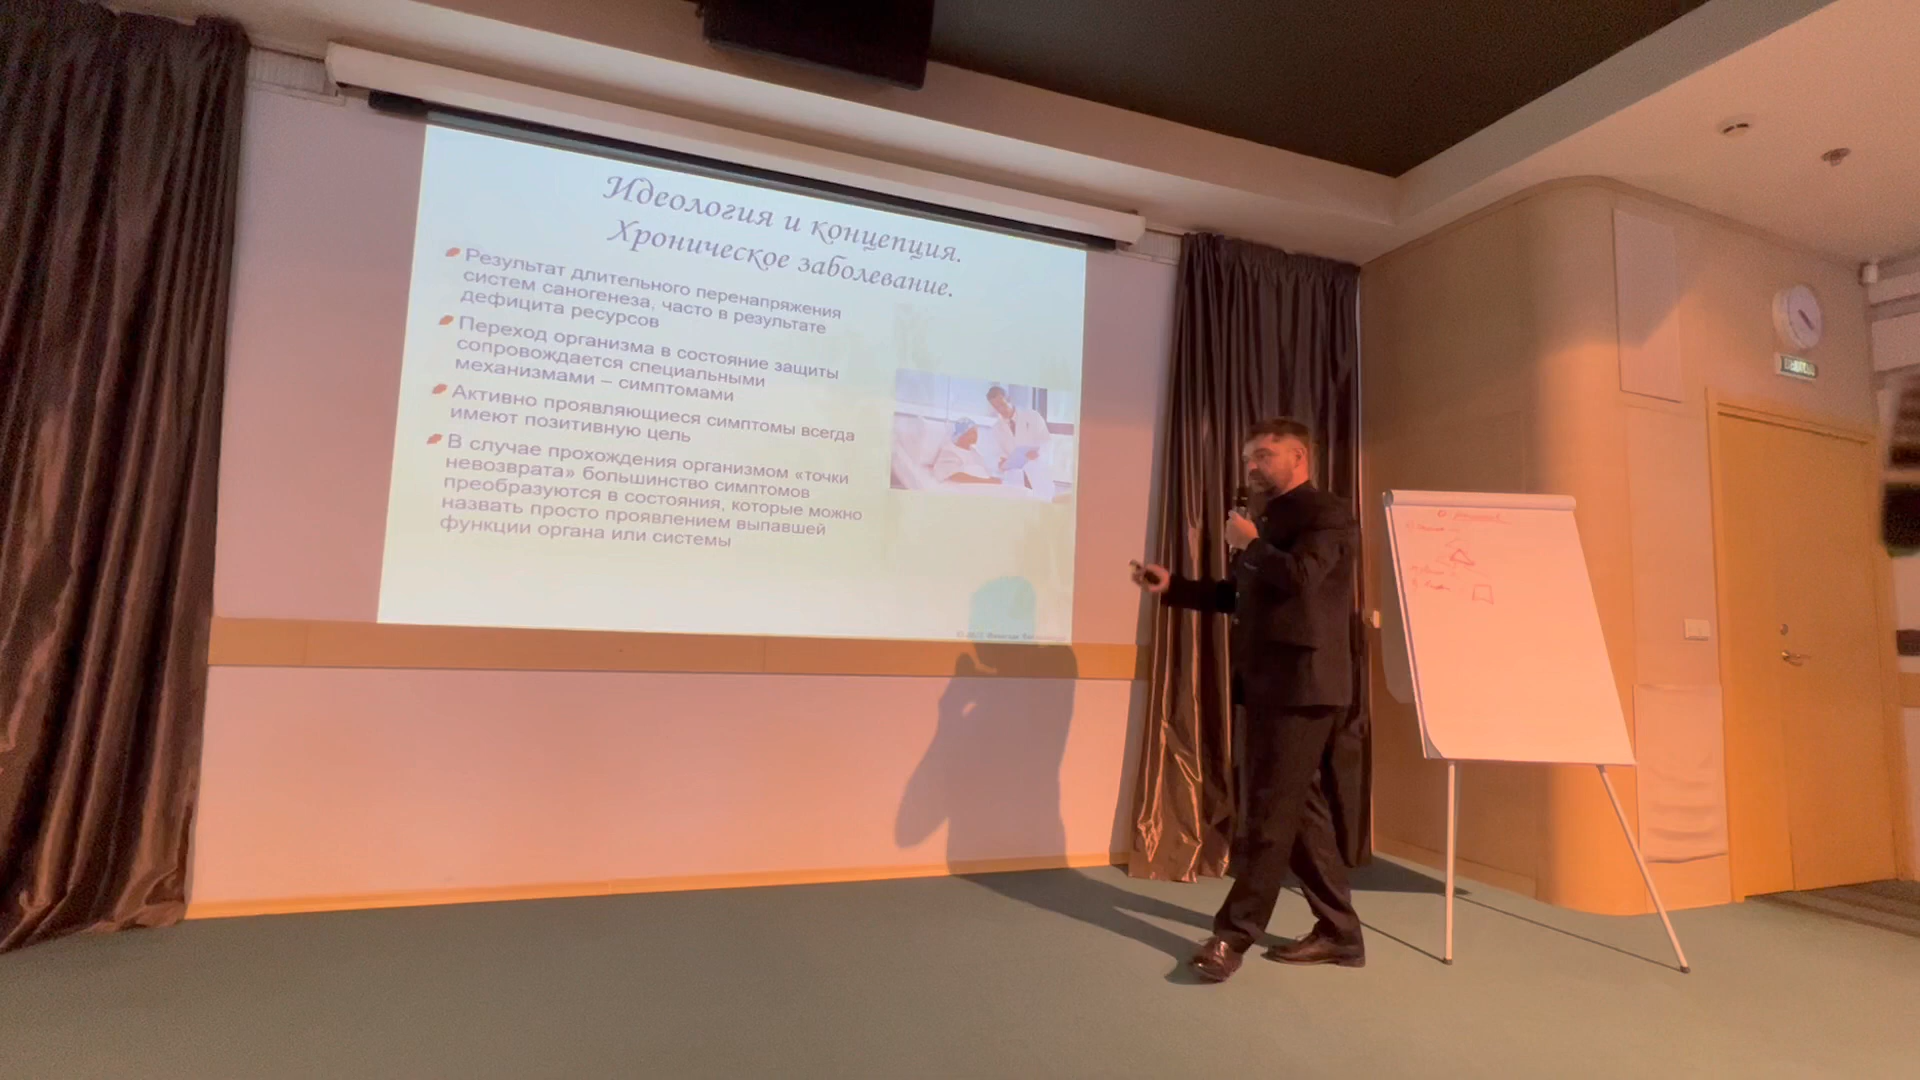 Идеология и концепция.
Хроническое заболевание.
Результат длительного перенапряжения
систем саногенеза, часто в результате
дефицита ресурсов
Переход организма в состояние защиты
сопровождается специальными
механизмами – симптомами
Активно проявляющиеся симптомы всегда
имеют позитивную цель
В случае прохождения организмом «точки
невозврата» большинство симптомов
преобразуются в состояния, которые можно
назвать просто проявлением выпавшей
функции органа или системы